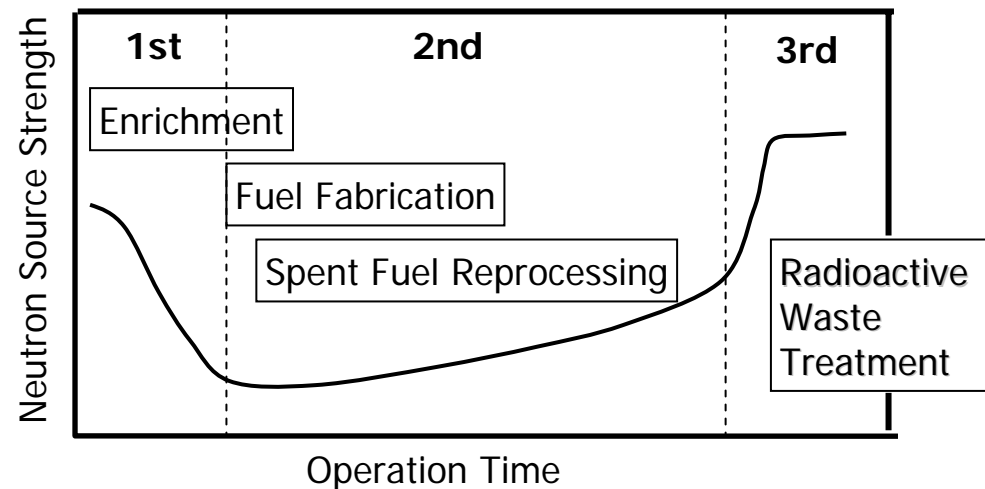 Neutron Source Strength
1st
2nd
3rd
Enrichment
Fuel Fabrication
Spent Fuel Reprocessing
Radioactive
Waste
Treatment
Operation Time